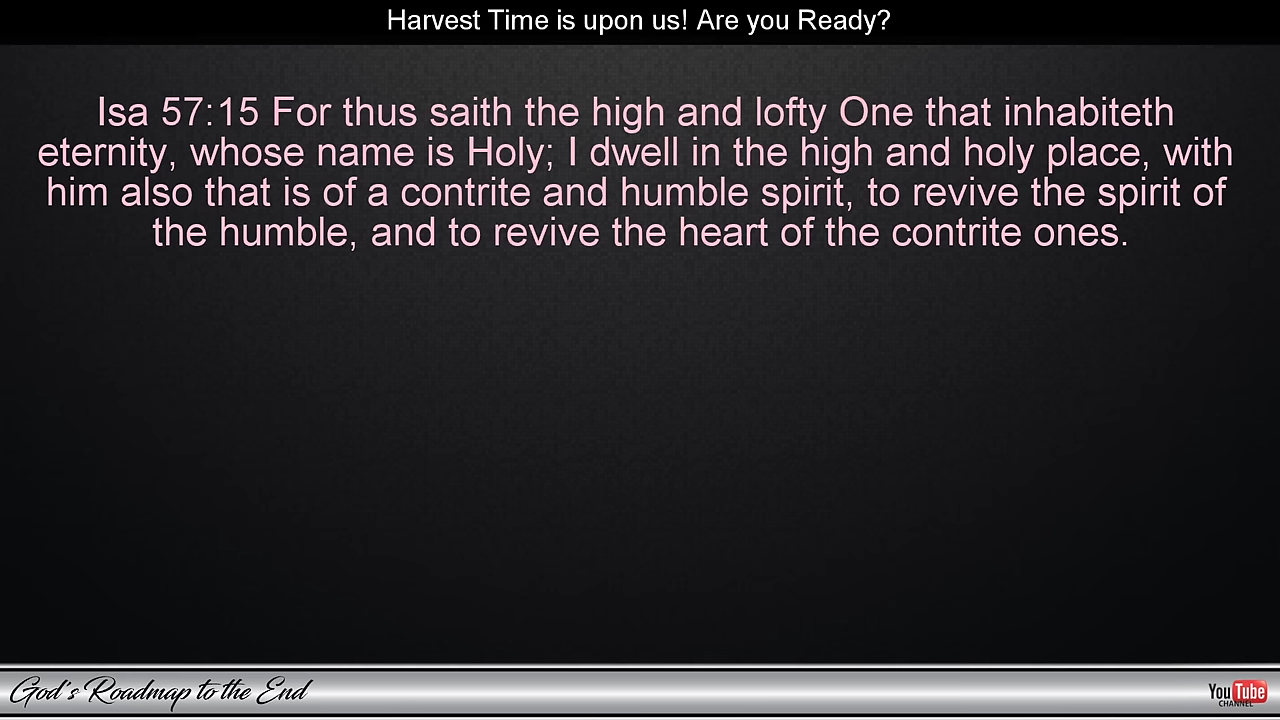 Harvest Time is upon us! Are you Ready?
Isa 57:15 For thus saith the high and lofty One that inhabiteth
eternity, whose name is Holy; I dwell in the high and holy place, with
him also that is of a contrite and humble spirit, to revive the spirit of
the humble, and to revive the heart of the contrite ones.
God's Roadmap to the End
YouTube
CHANNEL